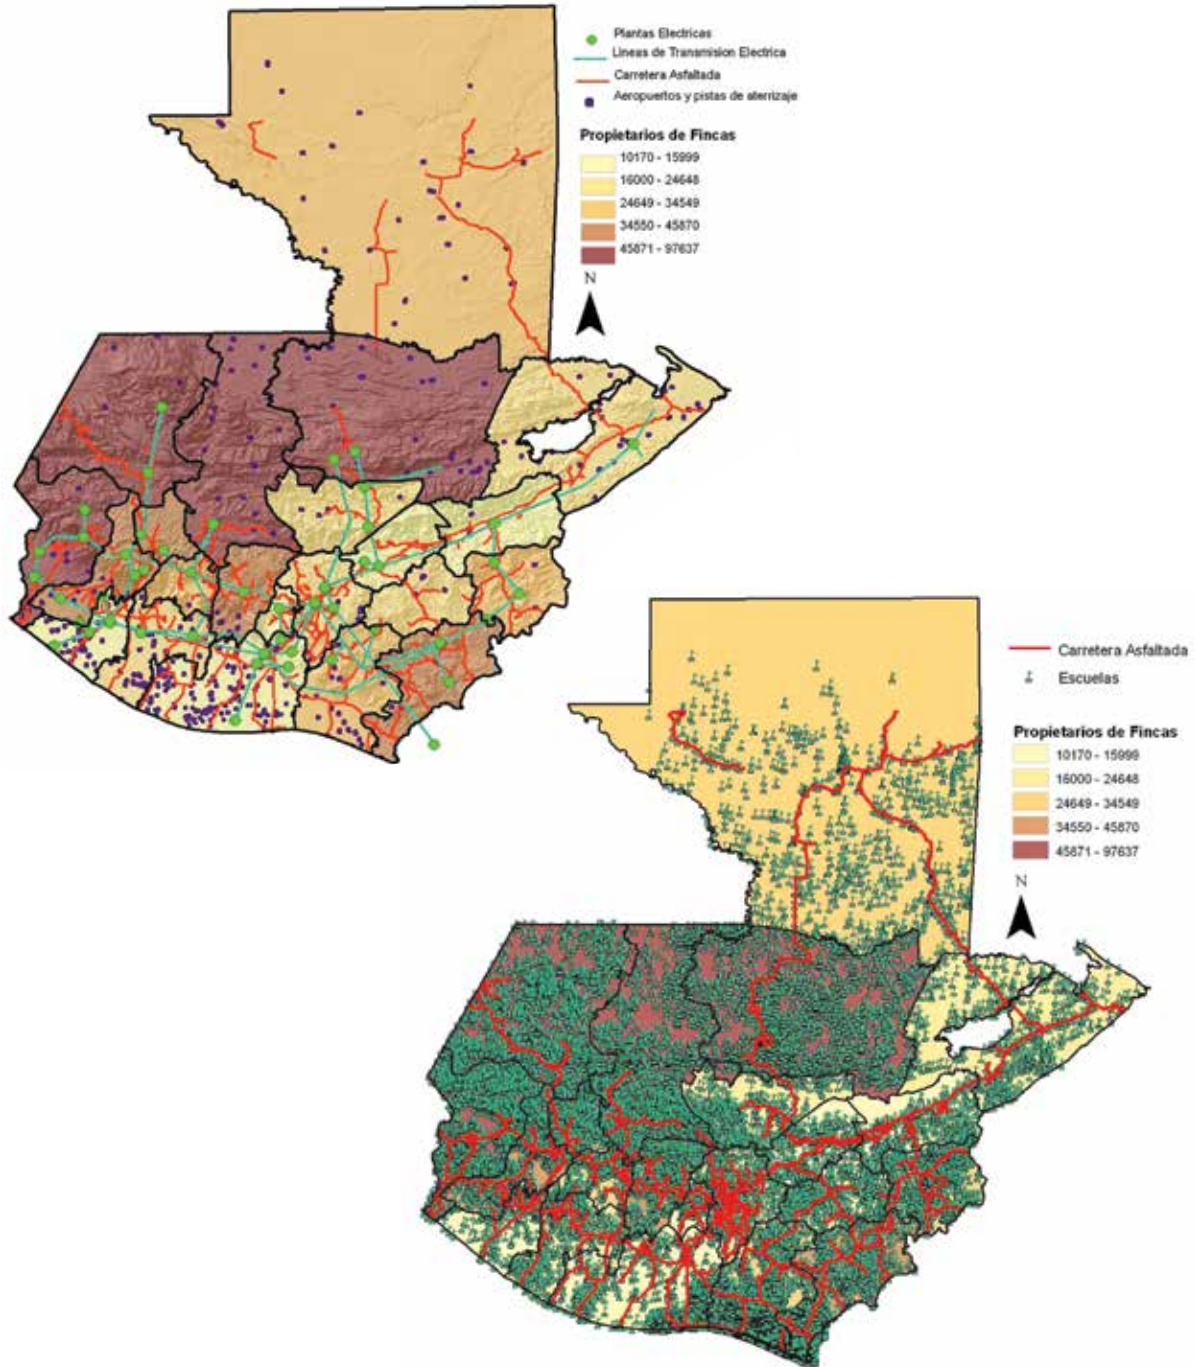 Plantas Electricas
Lineas de Transmision Electrica
Carretera Asfaltada
Aeropuertos y pistas de aterrizaje
Propietarios de Fincas
10170 - 15999
16000 - 24648
24649 - 34549
34550 - 45870
45871 - 97637
N
Carretera Asfaltada
Escuelas
Propietarios de Fincas
10170 - 15999
16000 - 24648
24649 - 34549
34550 - 45870
45871 - 97637
N